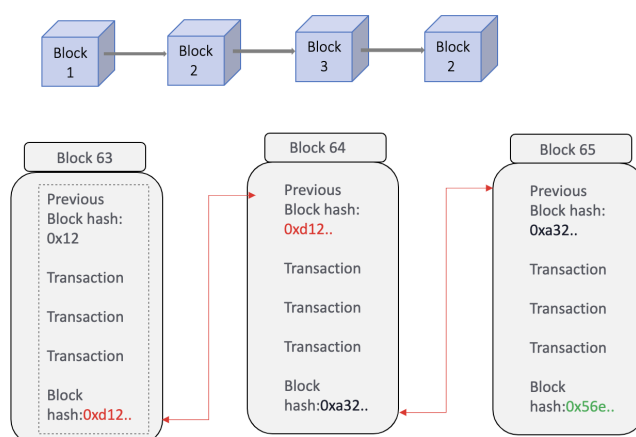 Block
1
Block
2
Block
3
Block
2
Block 63
Previous
Block hash:
0x12
Transaction
Transaction
Transaction
Block
hash:0xd12..
Block 64
Previous
Block hash:
0xd12..
Transaction
Transaction
Transaction
Block
hash:0xa32..
Block 65
Previous
Block hash:
0xa32..
Transaction
Transaction
Transaction
Block
hash:0x56e..